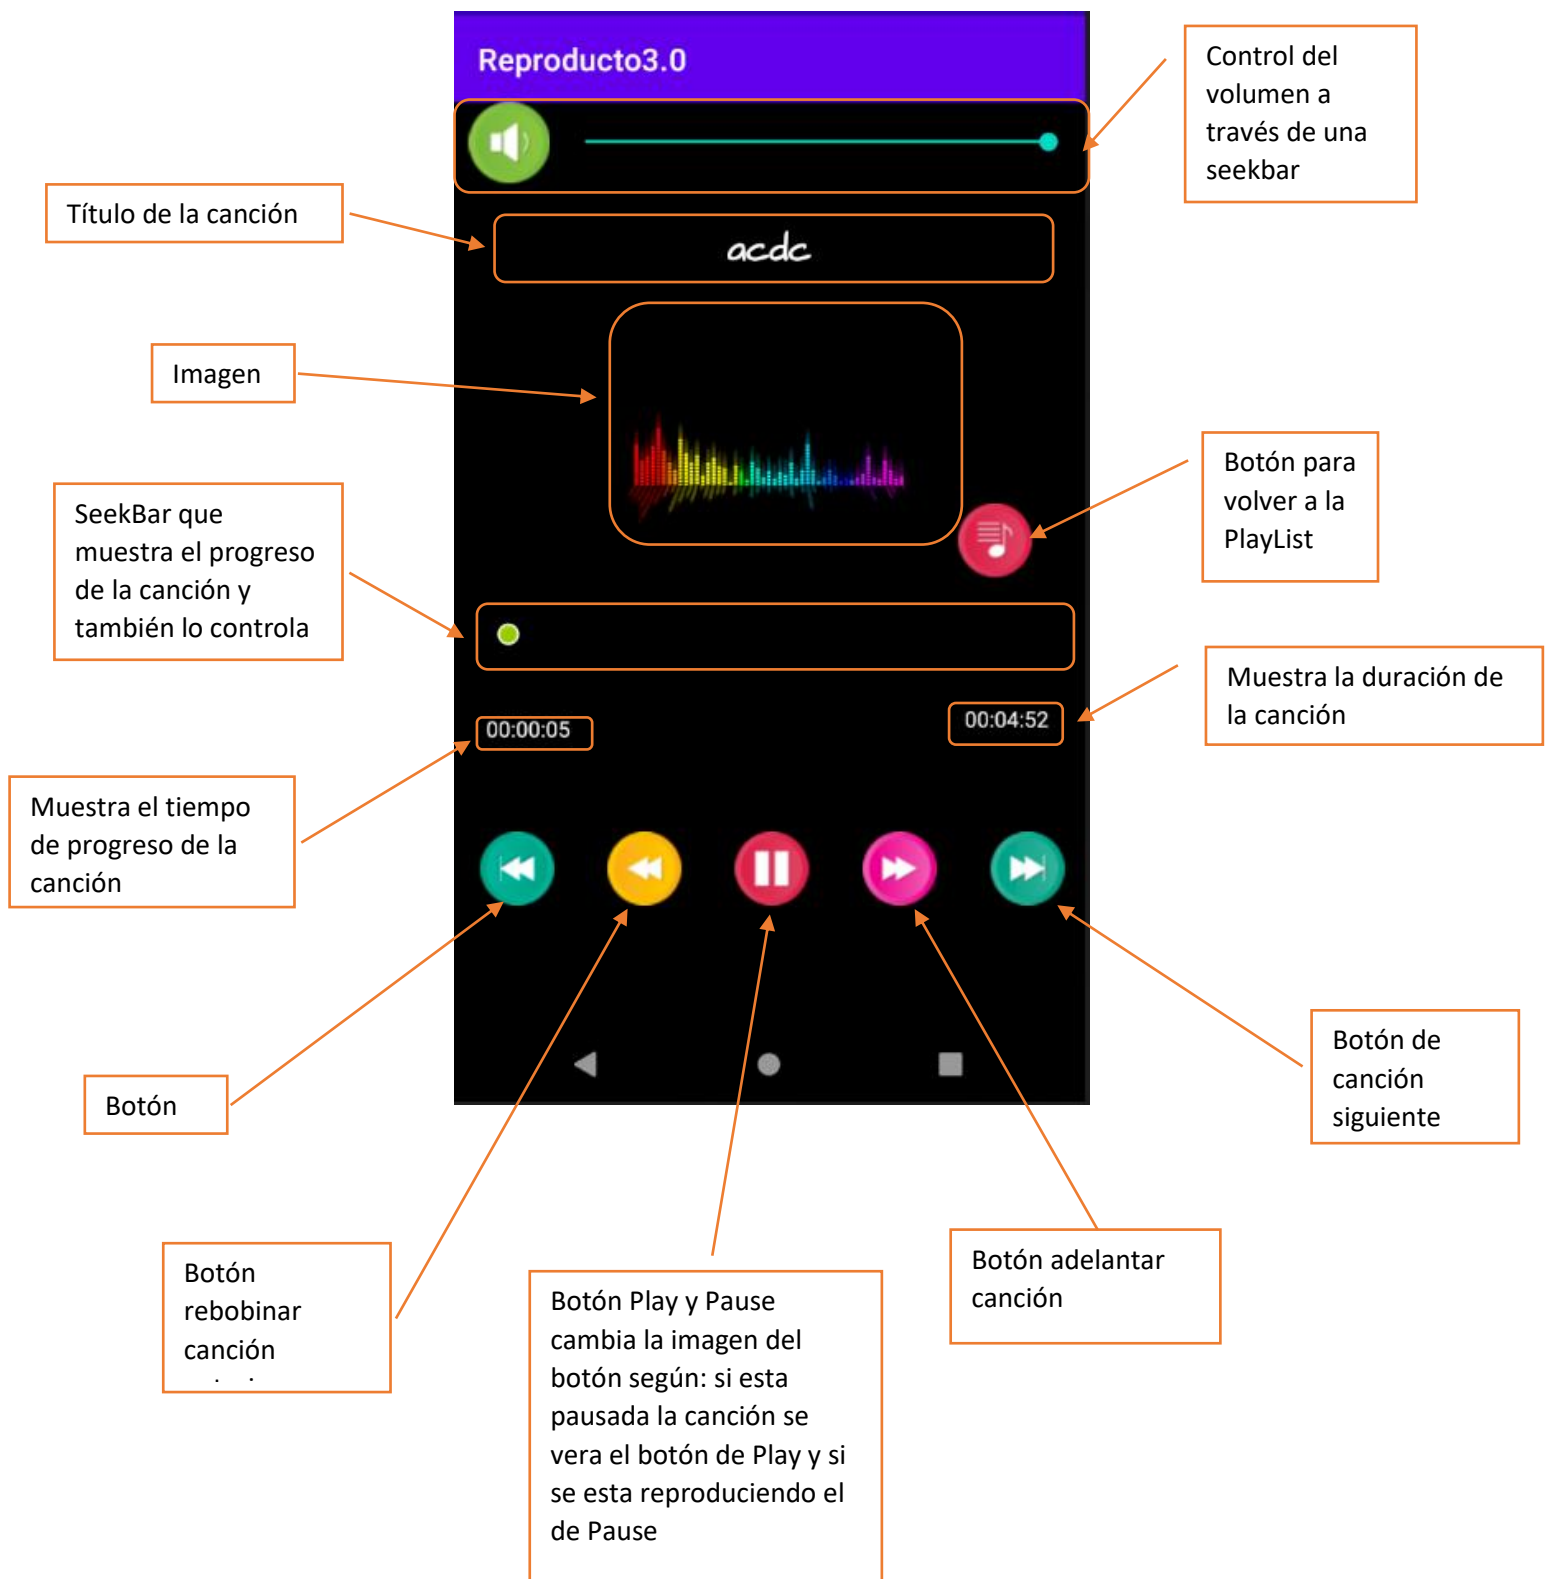 Reproducto3.0
Control del
volumen a
través de una
seekbar
Título de la canción
acdc
Imagen
Botón para
volver a la
PlayList
SeekBar que
muestra el progreso
de la canción y
también lo controla
Muestra la duración de
la canción
00:00:05
00:04:52
Muestra el tiempo
de progreso de la
canción
Botón
Botón de
canción
siguiente
Botón
rebobinar
canción
Botón Play y Pause
cambia la imagen del
botón según: si esta
pausada la canción se
vera el botón de Play y si
se esta reproduciendo el
de Pause
Botón adelantar
canción